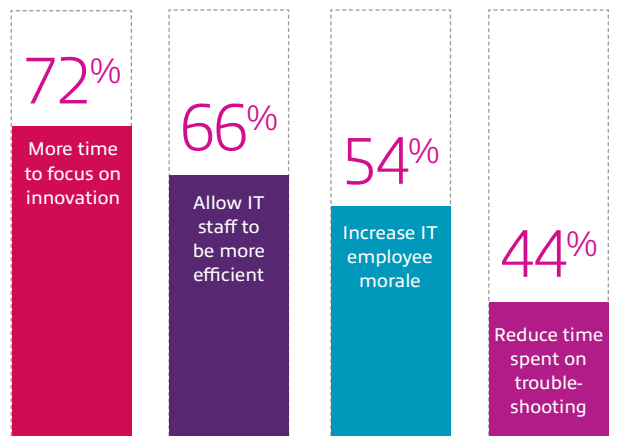 72%
More time
to focus on
innovation
66%
Allow IT
staff to
be more
efficient
54%
Increase IT
employee
morale
44%
Reduce time
spent on
trouble-
shooting